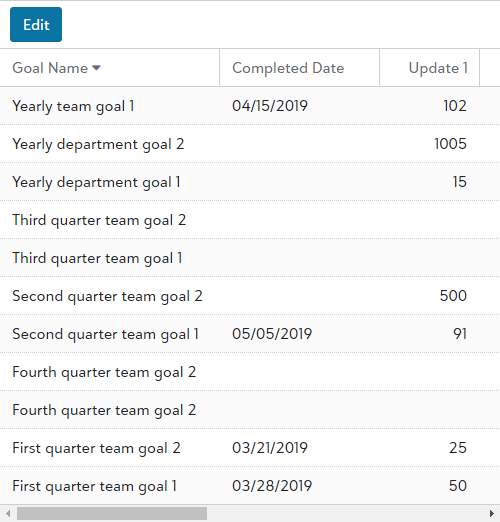 Edit
Goal Name Completed Date Update 1
Yearly team goal 1 04/15/2019 102
Yearly department goal 2 1005
Yearly department goal 1 15
Third quarter team goal 2
Third quarter team goal 1
Second quarter team goal 2 500
Second quarter team goal 1 05/05/2019 91
Fourth quarter team goal 2
Fourth quarter team goal 2
First quarter team goal 2 03/21/2019 25
First quarter team goal 1 03/28/2019 50